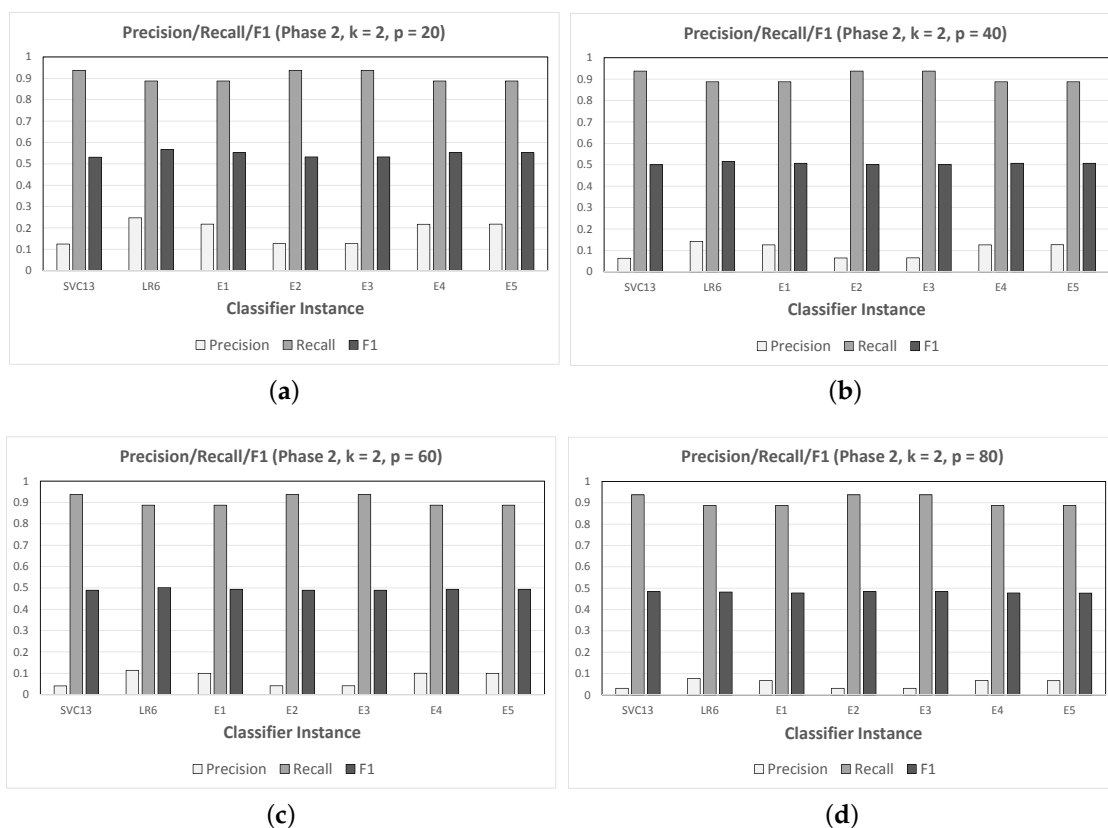 Precision/Recall/F1 (Phase 2, k = 2, p = 20)
1
0.9
0.8
0.7
0.6
0.5
0.4
0.3
0.2
0.1
0
SVC13 LR6 E1 E2 E3 E4 E5
Classifier Instance
Precision Recall F1
(a)
Precision/Recall/F1 (Phase 2, k = 2, p = 40)
1
0.9
0.8
0.7
0.6
0.5
0.4
0.3
0.2
0.1
0
SVC13 LR6 E1 E2 E3 E4 E5
Classifier Instance
Precision Recall F1
(b)
Precision/Recall/F1 (Phase 2, k = 2, p = 60)
1
0.9
0.8
0.7
0.6
0.5
0.4
0.3
0.2
0.1
0
SVC13 LR6 E1 E2 E3 E4 E5
Classifier Instance
Precision Recall F1
(c)
Precision/Recall/F1 (Phase 2, k = 2, p = 80)
1
0.9
0.8
0.7
0.6
0.5
0.4
0.3
0.2
0.1
0
SVC13 LR6 E1 E2 E3 E4 E5
Classifier Instance
Precision Recall F1
(d)